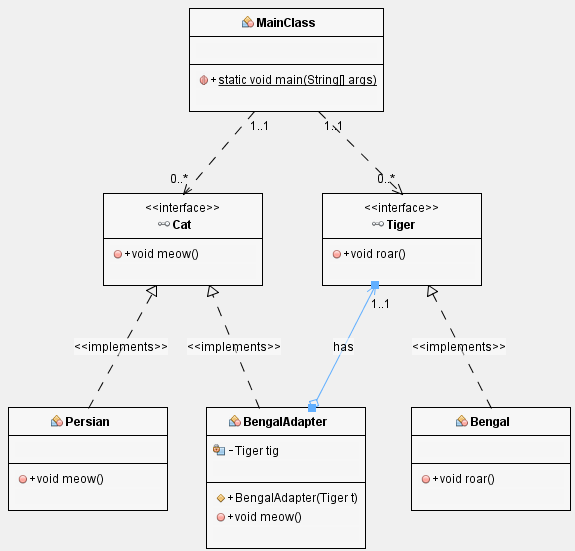 MainClass
+ static void main(String[] args)
1..1
1..1
0..*
0..*
<<interface>>
Cat
+void meow()
<<interface>>
Tiger
+void roar()
1..1
<<implements>>
<<implements>>
has
<<implements>>
Persian
+void meow()
BengalAdapter
-Tiger tig
+BengalAdapter(Tiger t)
+void meow()
Bengal
+void roar()